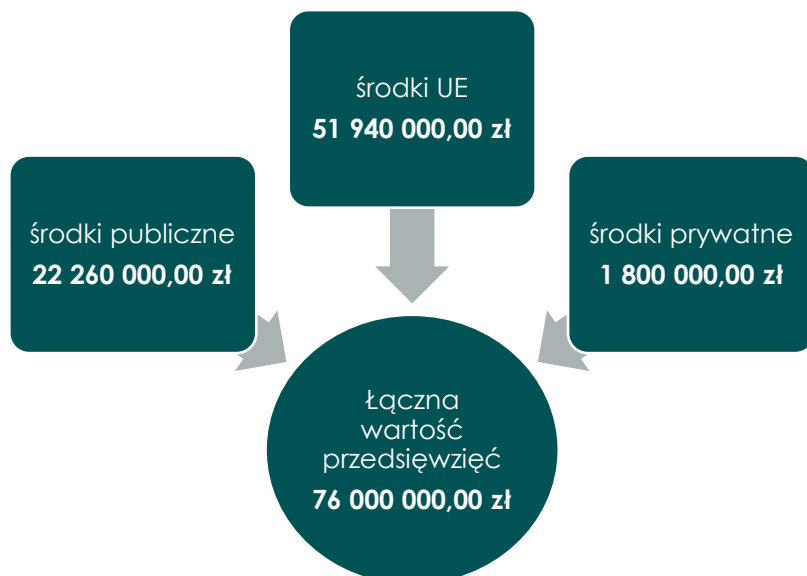 środki UE
51 940 000,00 zł
środki publiczne
22 260 000,00 zł
środki prywatne
1 800 000,00 zł
Łączna
wartość
przedsięwzięć
76 000 000,00 zł